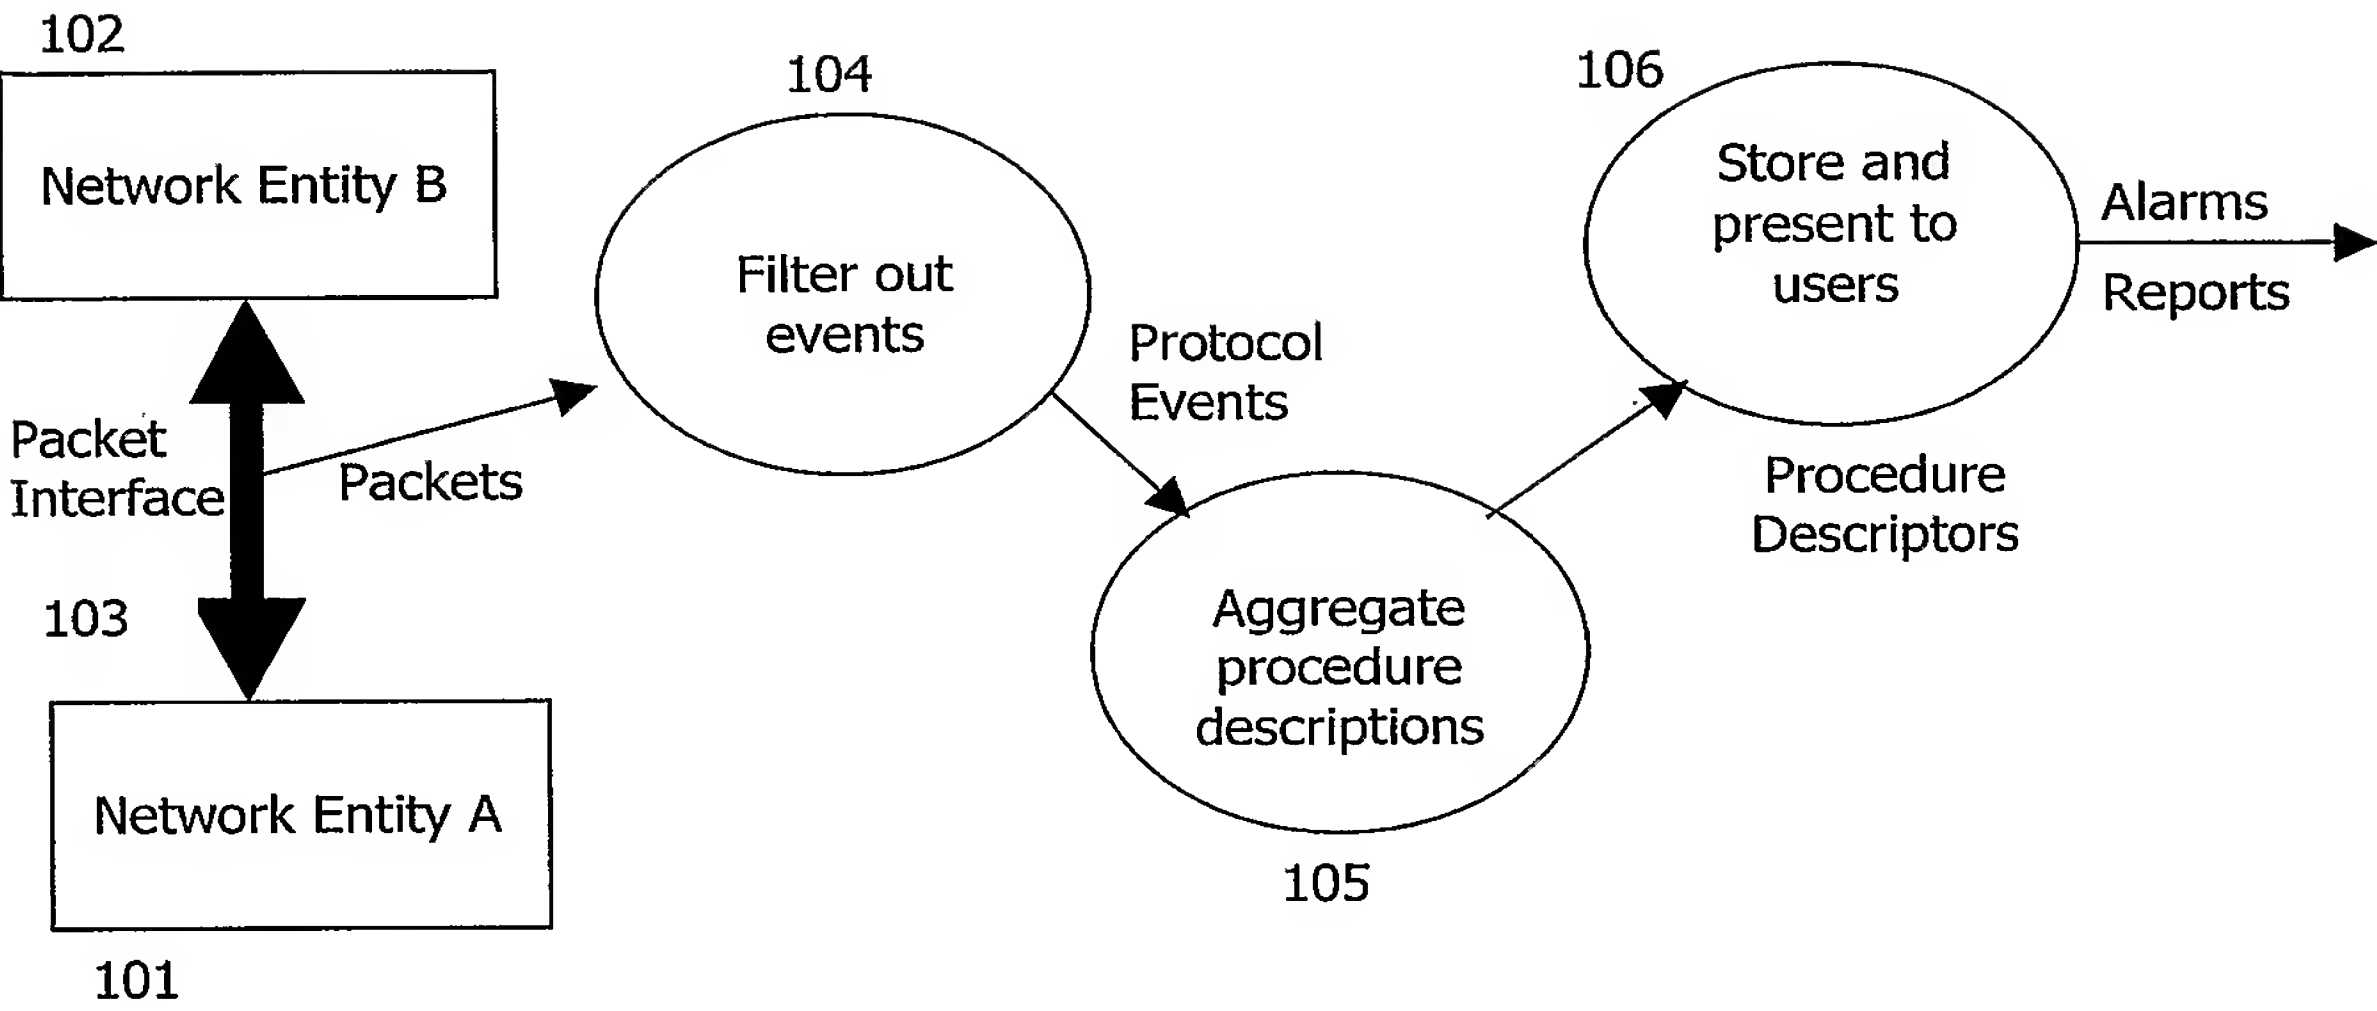 102
Network Entity B
Packet
Interface
Packets
103
Network Entity A
101
104
Filter out
events
Protocol
Events
Aggregate
procedure
descriptions
105
106
Store and
present to
users
Procedure
Descriptors
Alarms
Reports